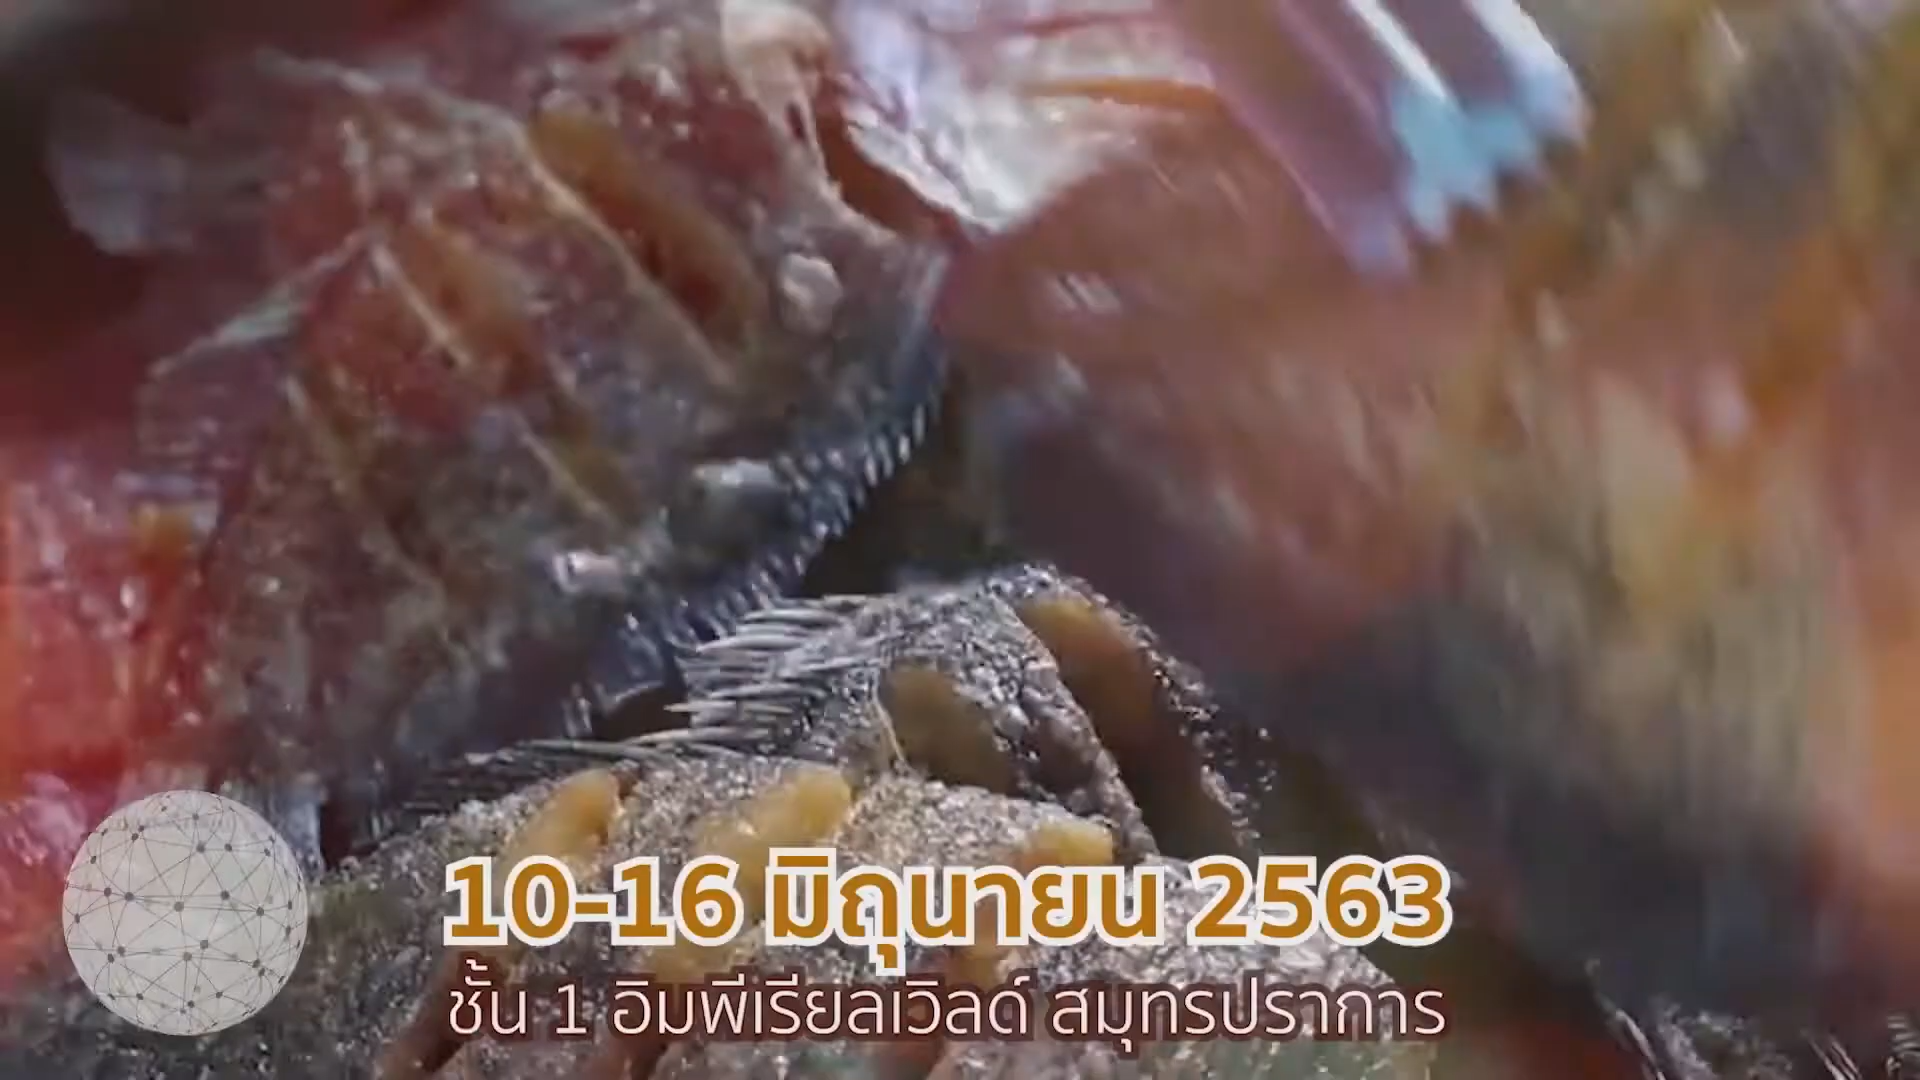 10-16 มิถุนายน 2563
ชั้น 1 อิมพีเรียลเวิลด์ สมุทรปราการ